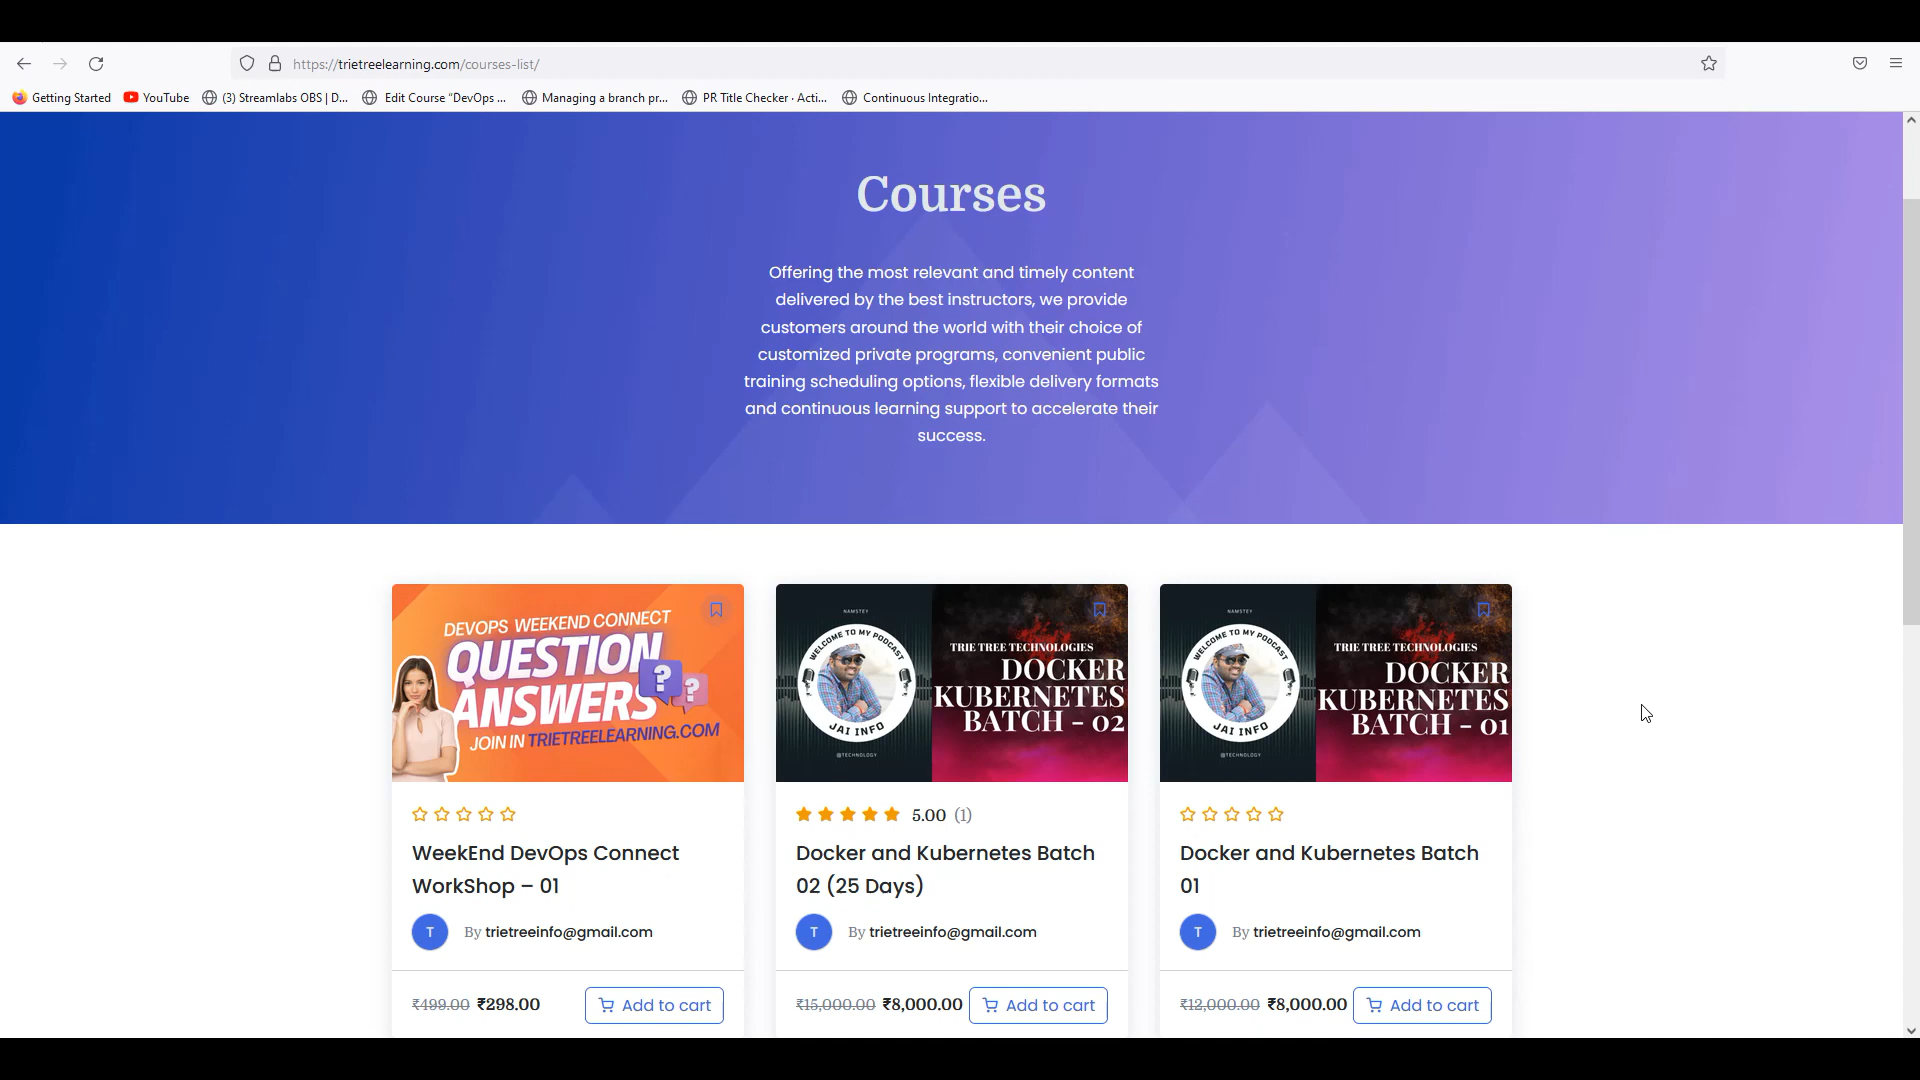 https://trietreelearning.com/courses-list/
Getting Started
YouTube
(3) Streamlabs OBS | D...
Edit Course "DevOps ...
Managing a branch pr...
PR Title Checker · Acti...
Continuous Integratio...
Courses
Offering the most relevant and timely content
delivered by the best instructors, we provide
customers around the world with their choice of
customized private programs, convenient public
training scheduling options, flexible delivery formats
and continuous learning support to accelerate their
success.
DEVOPS WEEKEND CONNECT
QUESTION
ANSWERS
? ?
JOIN IN TRIETREELEARNING.COM
WeekEnd DevOps Connect
WorkShop – 01
T
By trietreeinfo@gmail.com
₹499.00 ₹298.00
Add to cart
NAMSTEY
WELCOME TO MY PODCAST
JAI INFO
@TECHNOLOGY
TRIE TREE TECHNOLOGIES
DOCKER
KUBERNETES
BATCH - 02
5.00 (1)
Docker and Kubernetes Batch
02 (25 Days)
T
By trietreeinfo@gmail.com
₹15,000.00 ₹8,000.00
Add to cart
NAMSTEY
WELCOME TO MY PODCAST
JAI INFO
@TECHNOLOGY
TRIE TREE TECHNOLOGIES
DOCKER
KUBERNETES
BATCH - 01
Docker and Kubernetes Batch
01
T
By trietreeinfo@gmail.com
₹12,000.00 ₹8,000.00
Add to cart